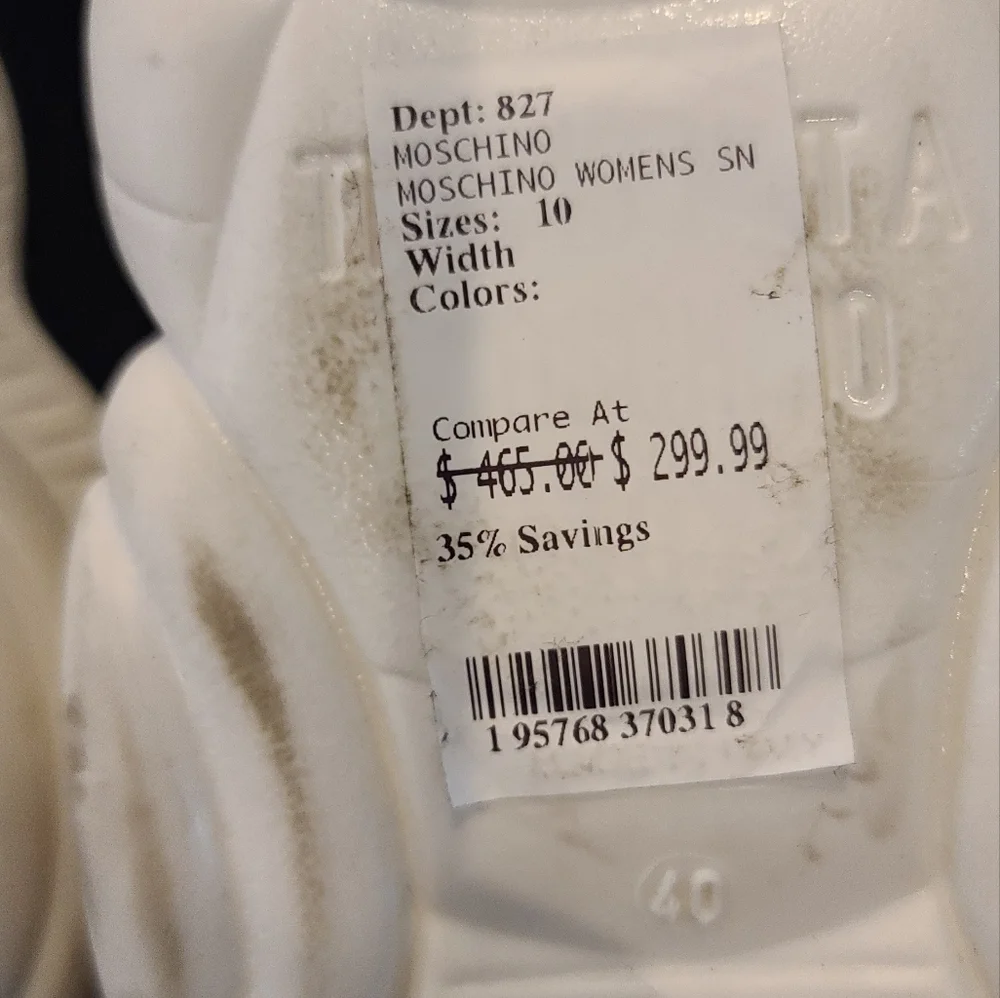 Dept: 827
MOSCHINO
MOSCHINO WOMENS SN
Sizes: 10
Width
Colors:
Compare At
$ 465.00 $ 299.99
35% Savings
1 95768 37031 8
TA
40